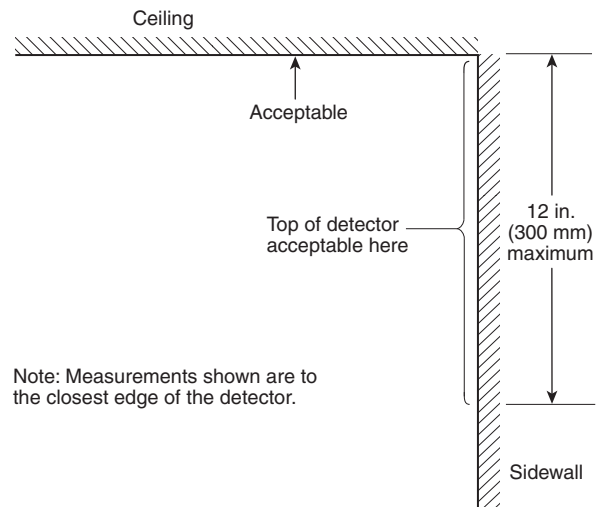 Ceiling
Acceptable
Top of detector
acceptable here
12 in.
(300 mm)
maximum
Note: Measurements shown are to
the closest edge of the detector.
Sidewall